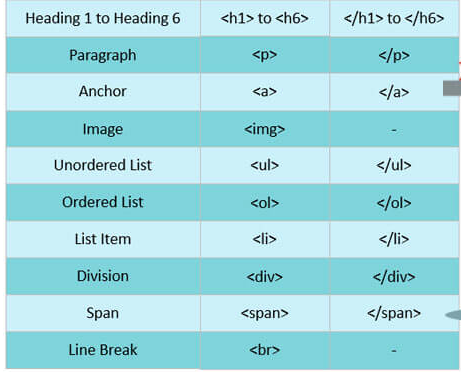 Heading 1 to Heading 6 <h1> to <h6> </h1> to </h6>
Paragraph <p> </p>
Anchor <a> </a>
Image <img> -
Unordered List <ul> </ul>
Ordered List <ol> </ol>
List Item <li> </li>
Division <div> </div>
Span <span> </span>
Line Break <br> -